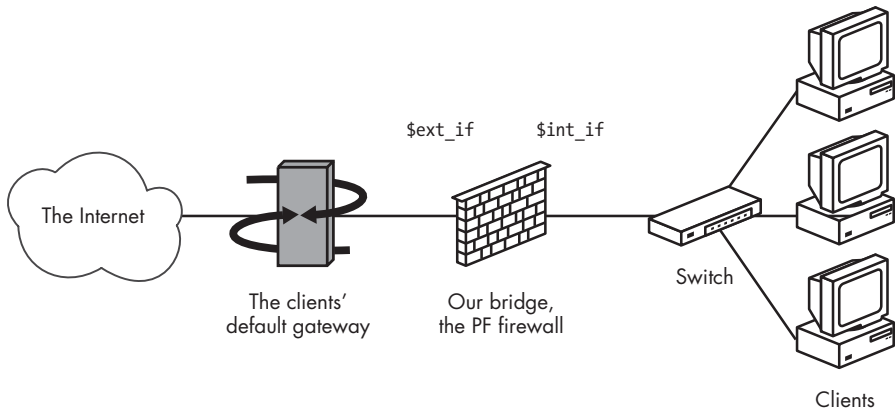 $ext_if
$int_if
The Internet
The clients’
default gateway
Our bridge,
the PF firewall
Switch
Clients